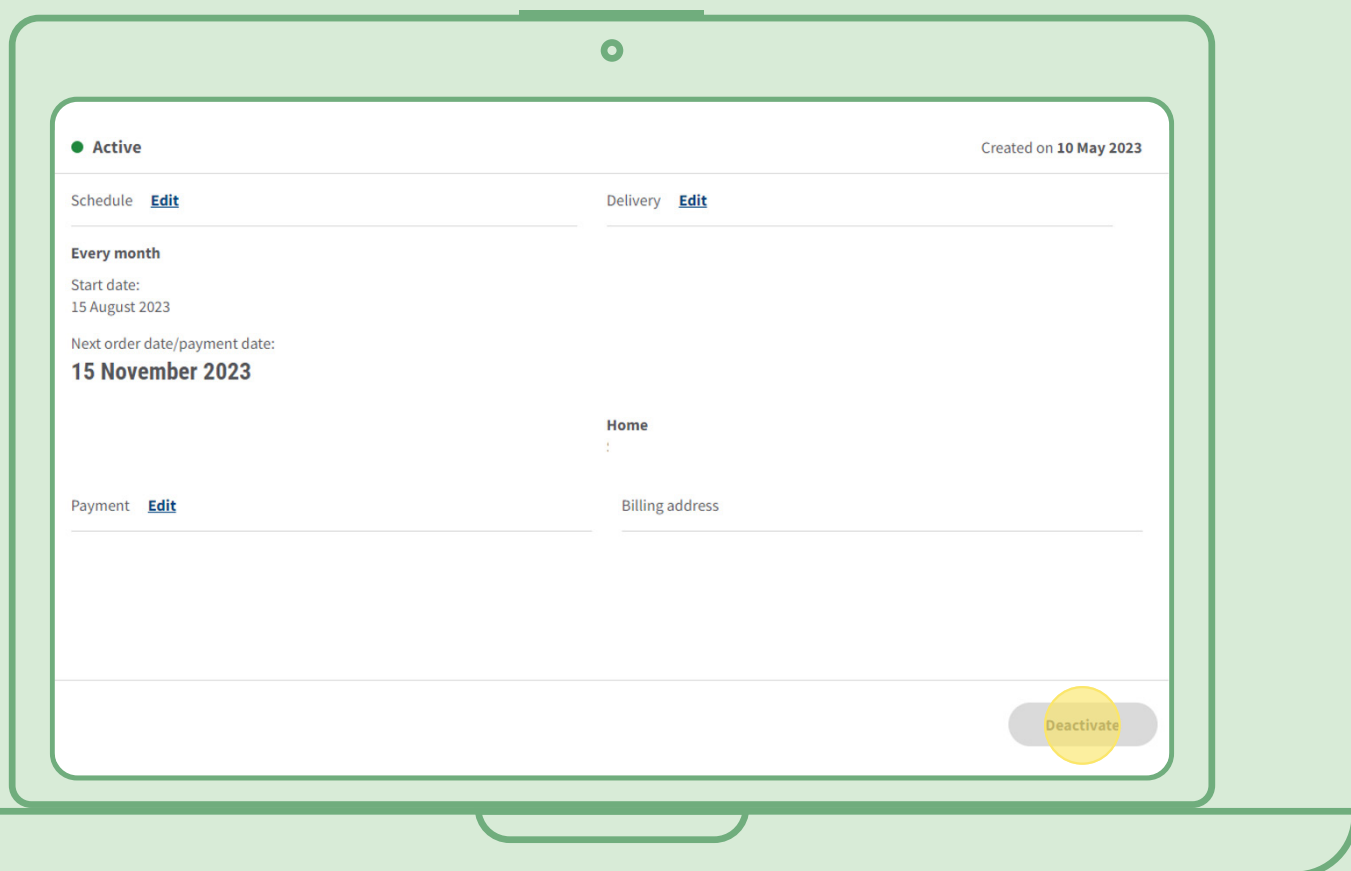 Active
Created on 10 May 2023
Schedule Edit
Delivery Edit
Every month
Start date:
15 August 2023
Next order date/payment date:
15 November 2023
Home
:
Payment Edit
Billing address
Deactivate